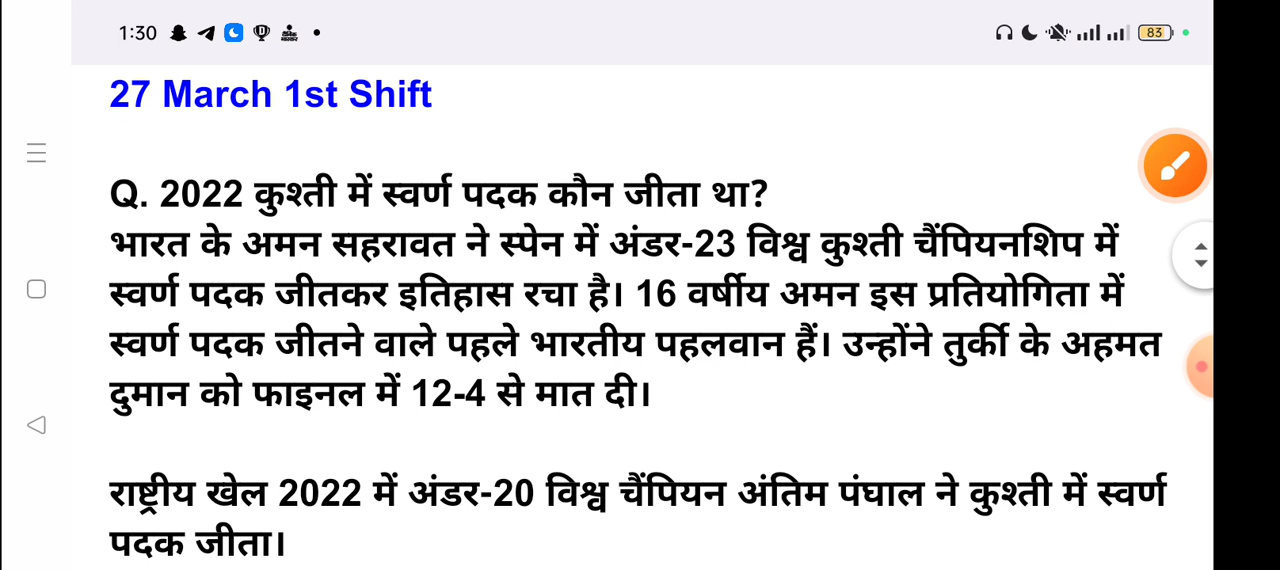 1:30
83
27 March 1st Shift
Q. 2022 कुश्ती में स्वर्ण पदक कौन जीता था?
भारत के अमन सहरावत ने स्पेन में अंडर-23 विश्व कुश्ती चैंपियनशिप में
स्वर्ण पदक जीतकर इतिहास रचा है। 16 वर्षीय अमन इस प्रतियोगिता में
स्वर्ण पदक जीतने वाले पहले भारतीय पहलवान हैं। उन्होंने तुर्की के अहमत
दुमान को फाइनल में 12-4 से मात दी।
राष्ट्रीय खेल 2022 में अंडर-20 विश्व चैंपियन अंतिम पंघाल ने कुश्ती में स्वर्ण
पदक जीता।